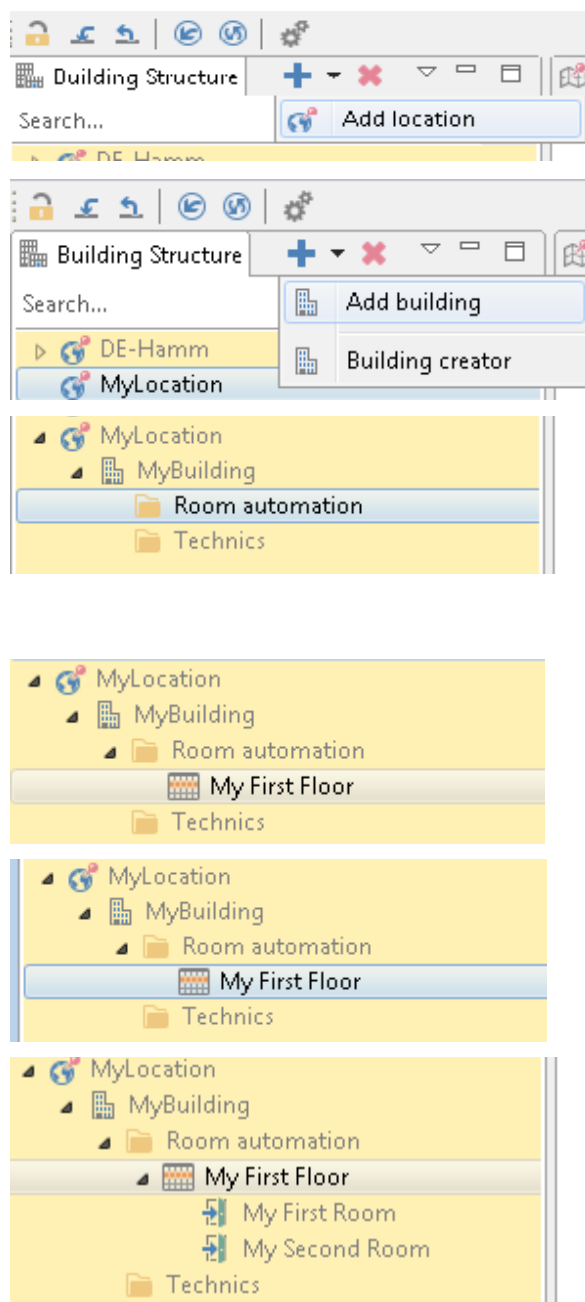 Building Structure
Search...
Add location
DE-Hamm
Building Structure
Search...
Add building
DE-Hamm
Building creator
MyLocation
MyLocation
MyBuilding
Room automation
Technics
MyLocation
MyBuilding
Room automation
My First Floor
Technics
MyLocation
MyBuilding
Room automation
My First Floor
Technics
MyLocation
MyBuilding
Room automation
My First Floor
My First Room
My Second Room
Technics